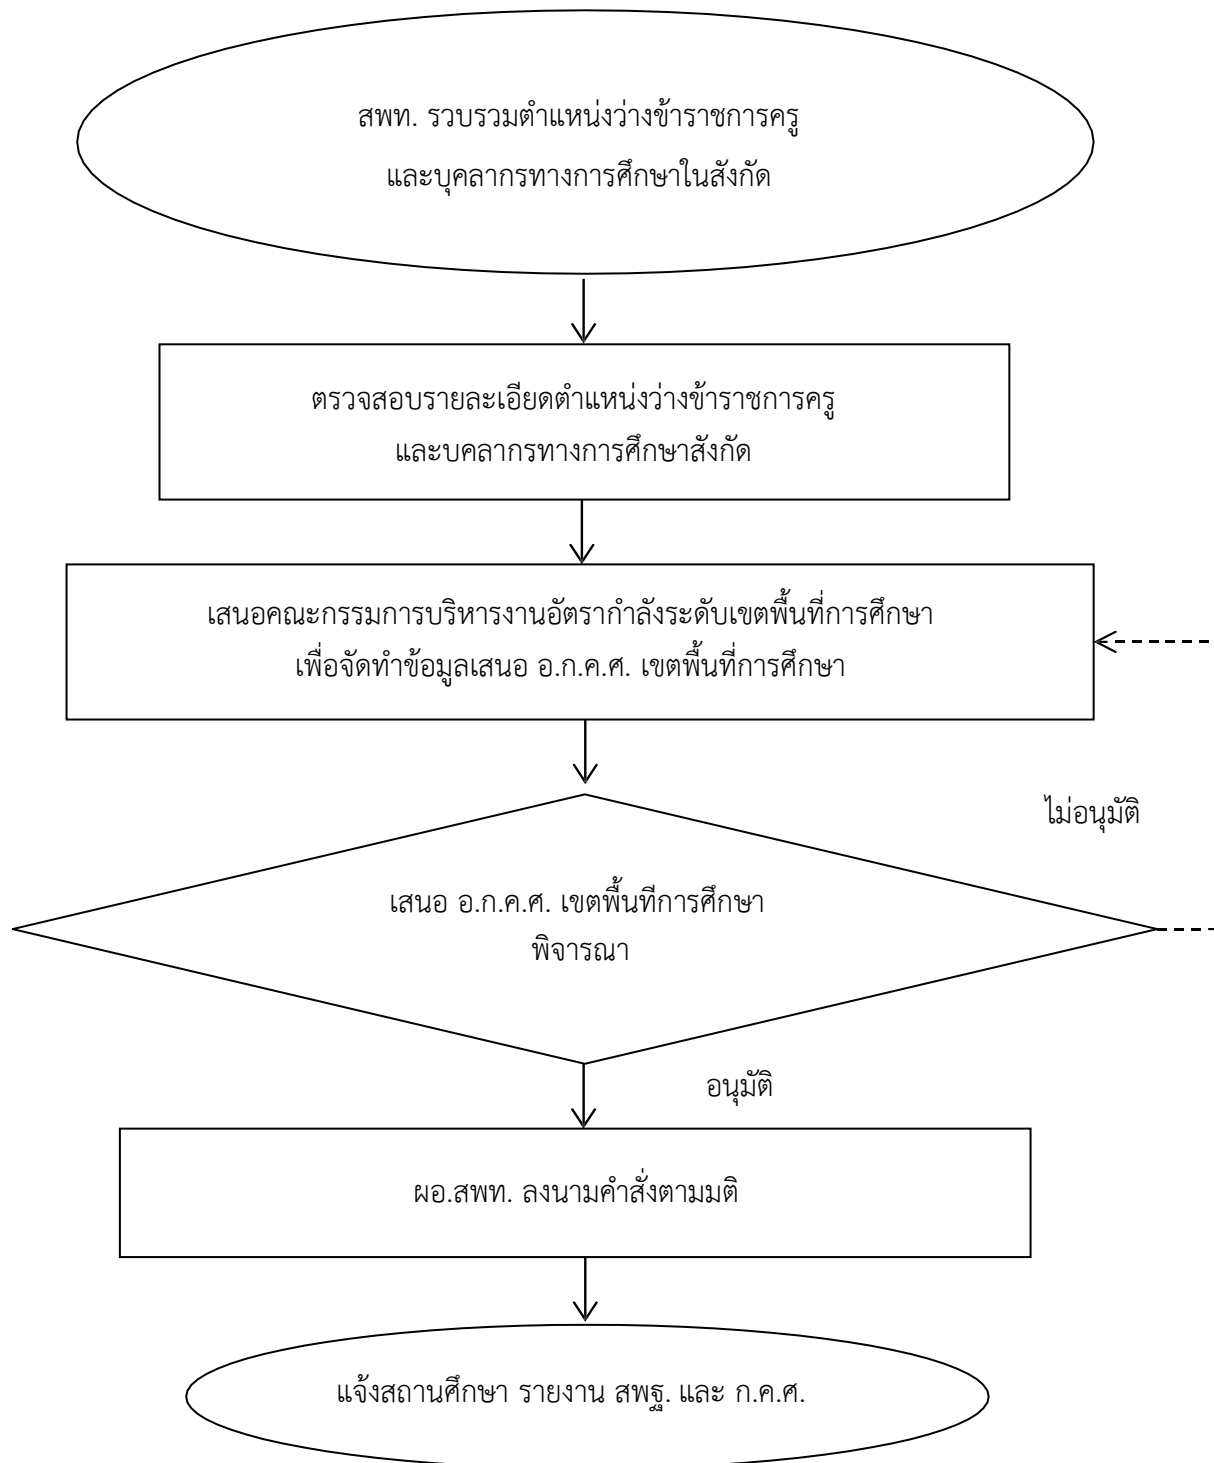 สพท. รวบรวมตำแหน่งว่างข้าราชการครู
และบุคลากรทางการศึกษาในสังกัด
ตรวจสอบรายละเอียดตำแหน่งว่างข้าราชการครู
และบคลากรทางการศึกษาสังกัด
เสนอคณะกรรมการบริหารงานอัตรากำลังระดับเขตพื้นที่การศึกษา
เพื่อจัดทำข้อมูลเสนอ อ.ก.ค.ศ. เขตพื้นที่การศึกษา
ไม่อนุมัติ
เสนอ อ.ก.ค.ศ. เขตพื้นทีการศึกษา
พิจารณา
อนุมัติ
ผอ.สพท. ลงนามคำสั่งตามมติ
แจ้งสถานศึกษา รายงาน สพฐ. และ ก.ค.ศ.